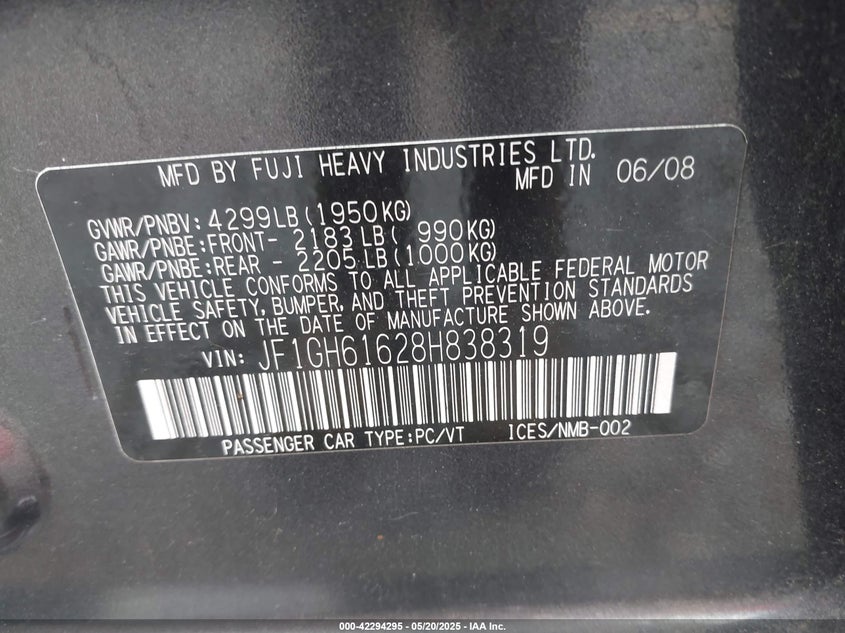 MFD BY FUJI HEAVY INDUSTRIES LTD.
MFD IN 06/08
GVWR/PNBV: 4299LB(1950KG)
GAWR/PNBE:FRONT- 2183 LB( 990KG)
GAWR/PNBE:REAR - 2205 LB(1000KG)
THIS VEHICLE CONFORMS TO ALL APPLICABLE FEDERAL MOTOR
VEHICLE SAFETY, BUMPER, AND THEFT PREVENTION STANDARDS
IN EFFECT ON THE DATE OF MANUFACTURE SHOWN ABOVE.
VIN: JF1GH61628H838319
PASSENGER CAR TYPE:PC/VT ICES/NMB-002
000-42294295 - 05/20/2025 - IAA Inc.